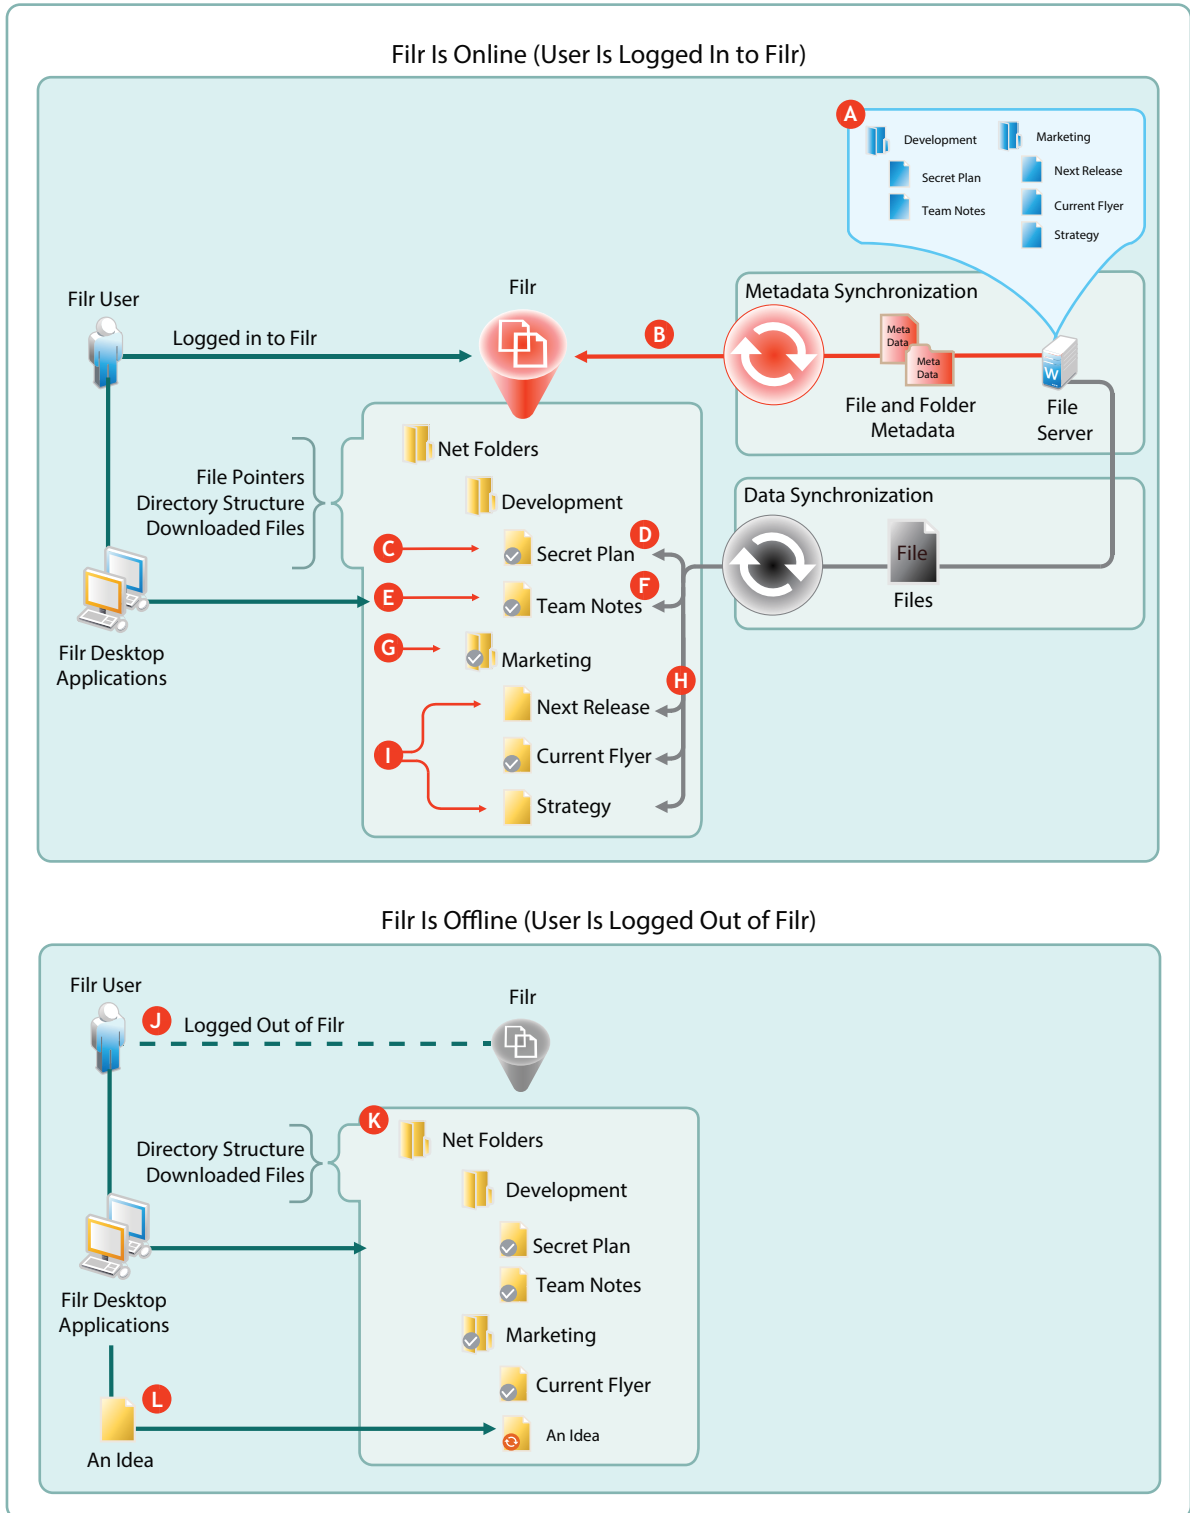 Filr Is Online (User Is Logged In to Filr)
A
Development
Marketing
Secret Plan
Next Release
Team Notes
Current Flyer
Strategy
Filr User
Filr
Metadata Synchronization
Logged in to Filr
B
Meta
Data
Meta
Data
W
File and Folder
Metadata
File
Server
Net Folders
File Pointers
Directory Structure
Downloaded Files
Development
Data Synchronization
C
Secret Plan
D
File
Files
E
Team Notes
F
Filr Desktop
Applications
G
Marketing
H
Next Release
I
Current Flyer
Strategy
Filr Is Offline (User Is Logged Out of Filr)
Filr User
Filr
J
Logged Out of Filr
K
Net Folders
Directory Structure
Downloaded Files
Development
Secret Plan
Team Notes
Filr Desktop
Applications
Marketing
Current Flyer
L
An Idea
An Idea